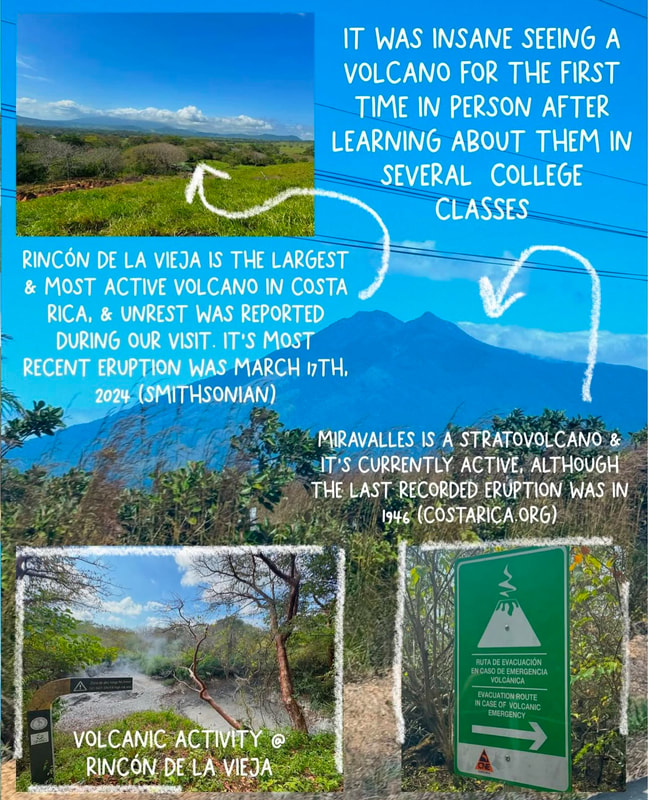 IT WAS INSANE SEEING A
VOLCANO FOR THE FIRST
TIME IN PERSON AFTER
LEARNING ABOUT THEM IN
SEVERAL COLLEGE
CLASSES
RINCÓN DE LA VIEJA IS THE LARGEST
& MOST ACTIVE VOLCANO IN COSTA
RICA, & UNREST WAS REPORTED
DURING OUR VISIT. IT'S MOST
RECENT ERUPTION WAS MARCH 17TH,
2024 (SMITHSONIAN)
MIRAVALLES IS A STRATOVOLCANO &
IT'S CURRENTLY ACTIVE, ALTHOUGH
THE LAST RECORDED ERUPTION WAS IN
1946 (COSTARICA.ORG)
VOLCANIC ACTIVITY @
RINCÓN DE LA VIEJA
RUTA DE EVACUACIÓN
EN CASO DE EMERGENCIA
VOLCÁNICA
EVACUATION ROUTE
IN CASE OF VOLCANIC
EMERGENCY